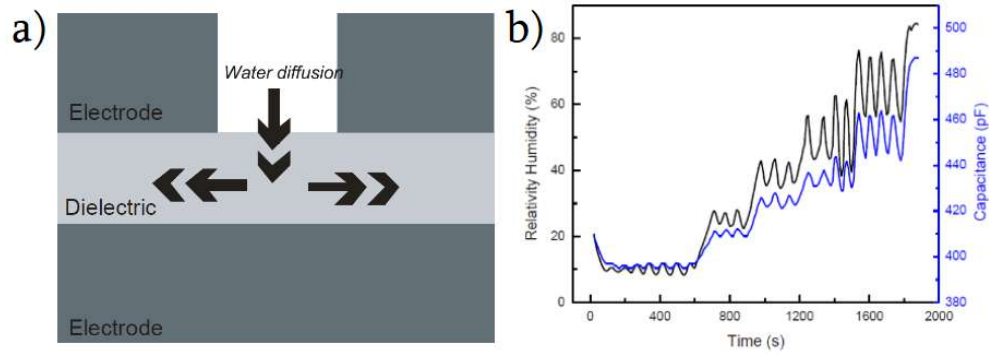 a)
Water diffusion
Electrode
Dielectric
Electrode
b)
Relativity Humidity (%)
80
60
40
20
0
0
400
800
1200
1600
2000
Time (s)
500
480
460
440
420
400
380
Capacitance (pF)